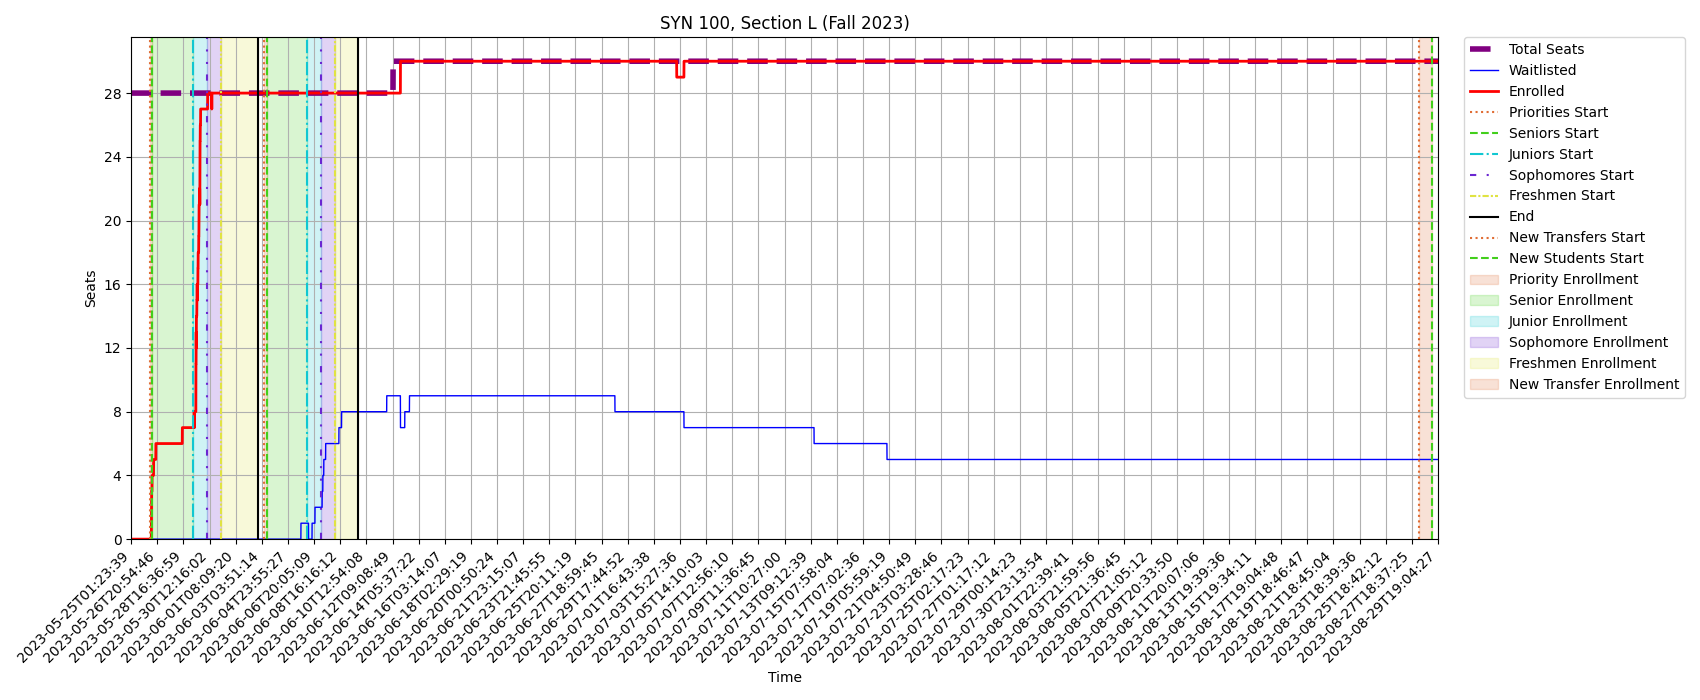 SYN 100, Section L (Fall 2023)
Seats
28
24
20
16
12
8
4
0
2023-05-25T01:23:39
2023-05-26T20:54:46
2023-05-28T16:36:59
2023-05-30T12:16:02
2023-06-01T08:09:20
2023-06-03T03:51:14
2023-06-04T23:55:27
2023-06-06T20:05:09
2023-06-08T16:16:12
2023-06-10T12:54:08
2023-06-12T09:08:49
2023-06-14T05:37:22
2023-06-16T03:14:07
2023-06-18T02:29:19
2023-06-20T00:50:24
2023-06-21T23:15:07
2023-06-23T21:45:55
2023-06-25T20:11:19
2023-06-27T18:59:45
2023-06-29T17:44:52
2023-07-01T16:43:38
2023-07-03T15:27:36
2023-07-05T14:10:03
2023-07-07T12:56:10
2023-07-09T11:36:45
2023-07-11T10:27:00
2023-07-13T09:12:39
2023-07-15T07:58:04
2023-07-17T07:02:36
2023-07-19T05:59:19
2023-07-21T04:50:49
2023-07-23T03:28:46
2023-07-25T02:17:23
2023-07-27T01:17:12
2023-07-29T00:14:23
2023-07-30T23:13:54
2023-08-01T22:39:41
2023-08-03T21:59:56
2023-08-05T21:36:45
2023-08-07T21:05:12
2023-08-09T20:33:50
2023-08-11T20:07:06
2023-08-13T19:39:36
2023-08-15T19:34:11
2023-08-17T19:04:48
2023-08-19T18:46:47
2023-08-21T18:45:04
2023-08-23T18:39:36
2023-08-25T18:42:12
2023-08-27T18:37:25
2023-08-29T19:04:27
Time
Total Seats
Waitlisted
Enrolled
Priorities Start
Seniors Start
Juniors Start
Sophomores Start
Freshmen Start
End
New Transfers Start
New Students Start
Priority Enrollment
Senior Enrollment
Junior Enrollment
Sophomore Enrollment
Freshmen Enrollment
New Transfer Enrollment